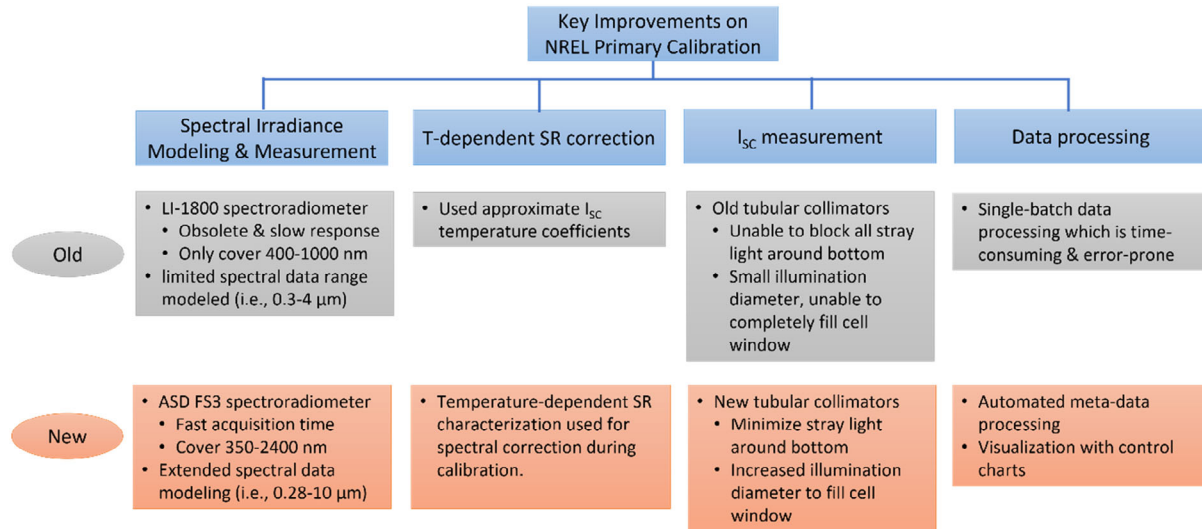 Key Improvements on
NREL Primary Calibration
Spectral Irradiance
Modeling & Measurement
T-dependent SR correction
ISC measurement
Data processing
Old
• LI-1800 spectroradiometer
• Obsolete & slow response
• Only cover 400-1000 nm
• limited spectral data range
modeled (i.e., 0.3-4 μm)
• Used approximate ISC
temperature coefficients
• Old tubular collimators
• Unable to block all stray
light around bottom
• Small illumination
diameter, unable to
completely fill cell
window
• Single-batch data
processing which is time-
consuming & error-prone
New
• ASD FS3 spectroradiometer
• Fast acquisition time
• Cover 350-2400 nm
• Extended spectral data
modeling (i.e., 0.28-10 μm)
• Temperature-dependent SR
characterization used for
spectral correction during
calibration.
• New tubular collimators
• Minimize stray light
around bottom
• Increased illumination
diameter to fill cell
window
• Automated meta-data
processing
• Visualization with control
charts